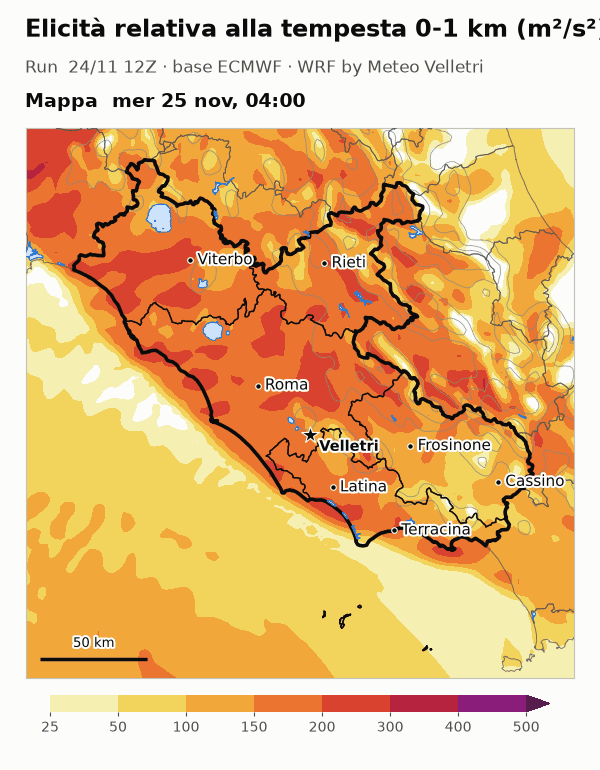 Elicità relativa alla tempesta 0-1 km (m²/s²)
Run 24/11 12Z · base ECMWF · WRF by Meteo Velletri
Mappa mer 25 nov, 04:00
Viterbo
Rieti
Roma
Velletri
Frosinone
Latina
Cassino
Terracina
50 km
25 50 100 150 200 300 400 500